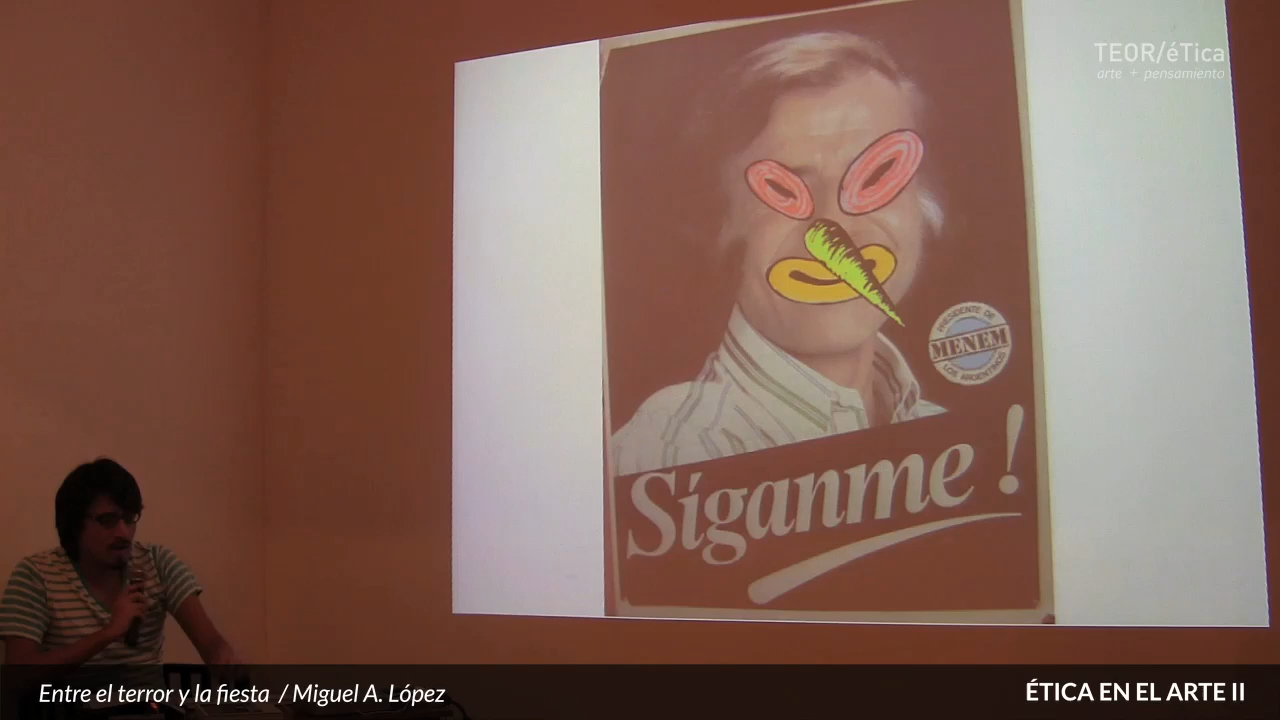 TEOR/éTica
arte + pensamiento
PRESIDENTE DE
MENEM
LOS ARGENTINOS
Síganme !
Entre el terror y la fiesta / Miguel A. López
ÉTICA EN EL ARTE II